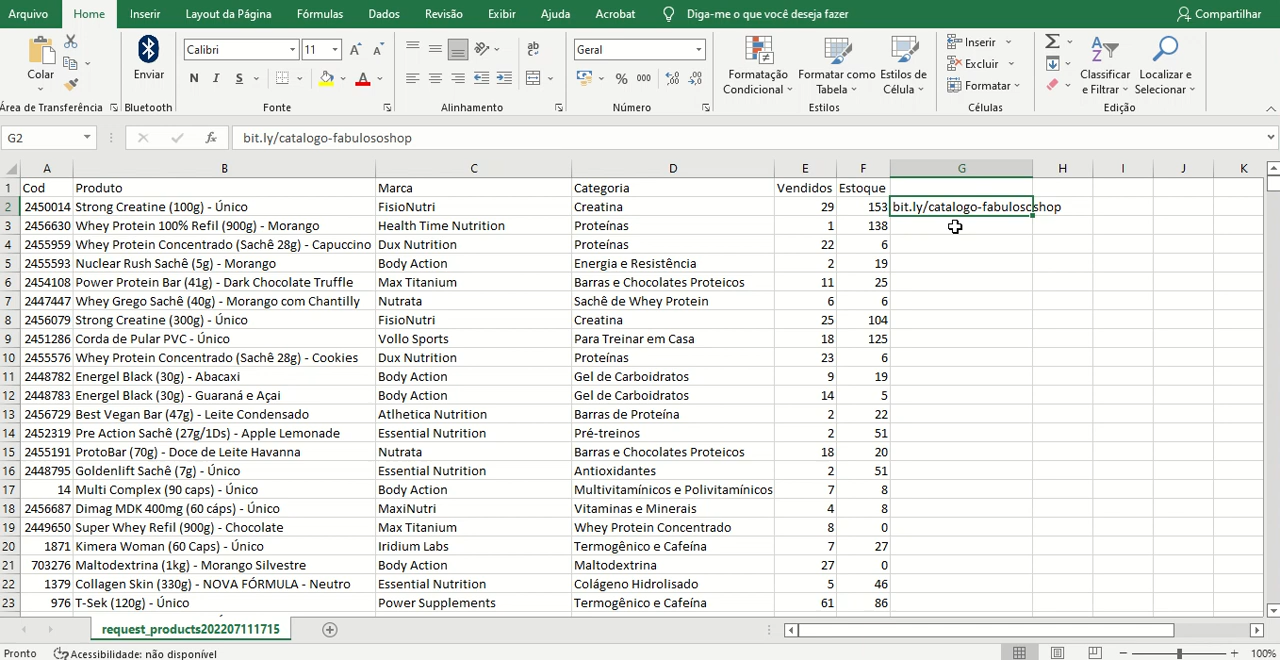 Arquivo Home Inserir Layout da Página Fórmulas Dados Revisão Exibir Ajuda Acrobat Diga-me o que você deseja fazer Compartilhar
Colar
Área de Transferência
Enviar
Bluetooth
Calibri 11
N I S
Fonte
ab
Alinhamento
Geral
% 000
Número
Formatação Condicional
Formatar como Tabela
Estilos de Célula
Estilos
Inserir
Excluir
Formatar
Células
Classificar e Filtrar
Localizar e Selecionar
Edição
G2 fx bit.ly/catalogo-fabulososhop
A B C D E F G H I J K
1 Cod Produto Marca Categoria Vendidos Estoque
2 2450014 Strong Creatine (100g) - Único FisioNutri Creatina 29 153 bit.ly/catalogo-fabulososhop
3 2456630 Whey Protein 100% Refil (900g) - Morango Health Time Nutrition Proteínas 1 138
4 2455959 Whey Protein Concentrado (Sachê 28g) - Capuccino Dux Nutrition Proteínas 22 6
5 2455593 Nuclear Rush Sachê (5g) - Morango Body Action Energia e Resistência 2 19
6 2454108 Power Protein Bar (41g) - Dark Chocolate Truffle Max Titanium Barras e Chocolates Proteicos 11 25
7 2447447 Whey Grego Sachê (40g) - Morango com Chantilly Nutrata Sachê de Whey Protein 6 6
8 2456079 Strong Creatine (300g) - Único FisioNutri Creatina 25 104
9 2451286 Corda de Pular PVC - Único Vollo Sports Para Treinar em Casa 18 125
10 2455576 Whey Protein Concentrado (Sachê 28g) - Cookies Dux Nutrition Proteínas 23 6
11 2448782 Energel Black (30g) - Abacaxi Body Action Gel de Carboidratos 9 19
12 2448783 Energel Black (30g) - Guaraná e Açai Body Action Gel de Carboidratos 14 5
13 2456729 Best Vegan Bar (47g) - Leite Condensado Atlhetica Nutrition Barras de Proteína 2 22
14 2452319 Pre Action Sachê (27g/1Ds) - Apple Lemonade Essential Nutrition Pré-treinos 2 51
15 2455191 ProtoBar (70g) - Doce de Leite Havanna Nutrata Barras e Chocolates Proteicos 18 20
16 2448795 Goldenlift Sachê (7g) - Único Essential Nutrition Antioxidantes 2 51
17 14 Multi Complex (90 caps) - Único Body Action Multivitamínicos e Polivitamínicos 7 8
18 2456687 Dimag MDK 400mg (60 cáps) - Único MaxiNutri Vitaminas e Minerais 4 8
19 2449650 Super Whey Refil (900g) - Chocolate Max Titanium Whey Protein Concentrado 8 0
20 1871 Kimera Woman (60 Caps) - Único Iridium Labs Termogênico e Cafeína 7 27
21 703276 Maltodextrina (1kg) - Morango Silvestre Body Action Maltodextrina 27 0
22 1379 Collagen Skin (330g) - NOVA FÓRMULA - Neutro Essential Nutrition Colágeno Hidrolisado 5 46
23 976 T-Sek (120g) - Único Power Supplements Termogênico e Cafeína 61 86
request_products202207111715
Pronto Acessibilidade: não disponível 100%